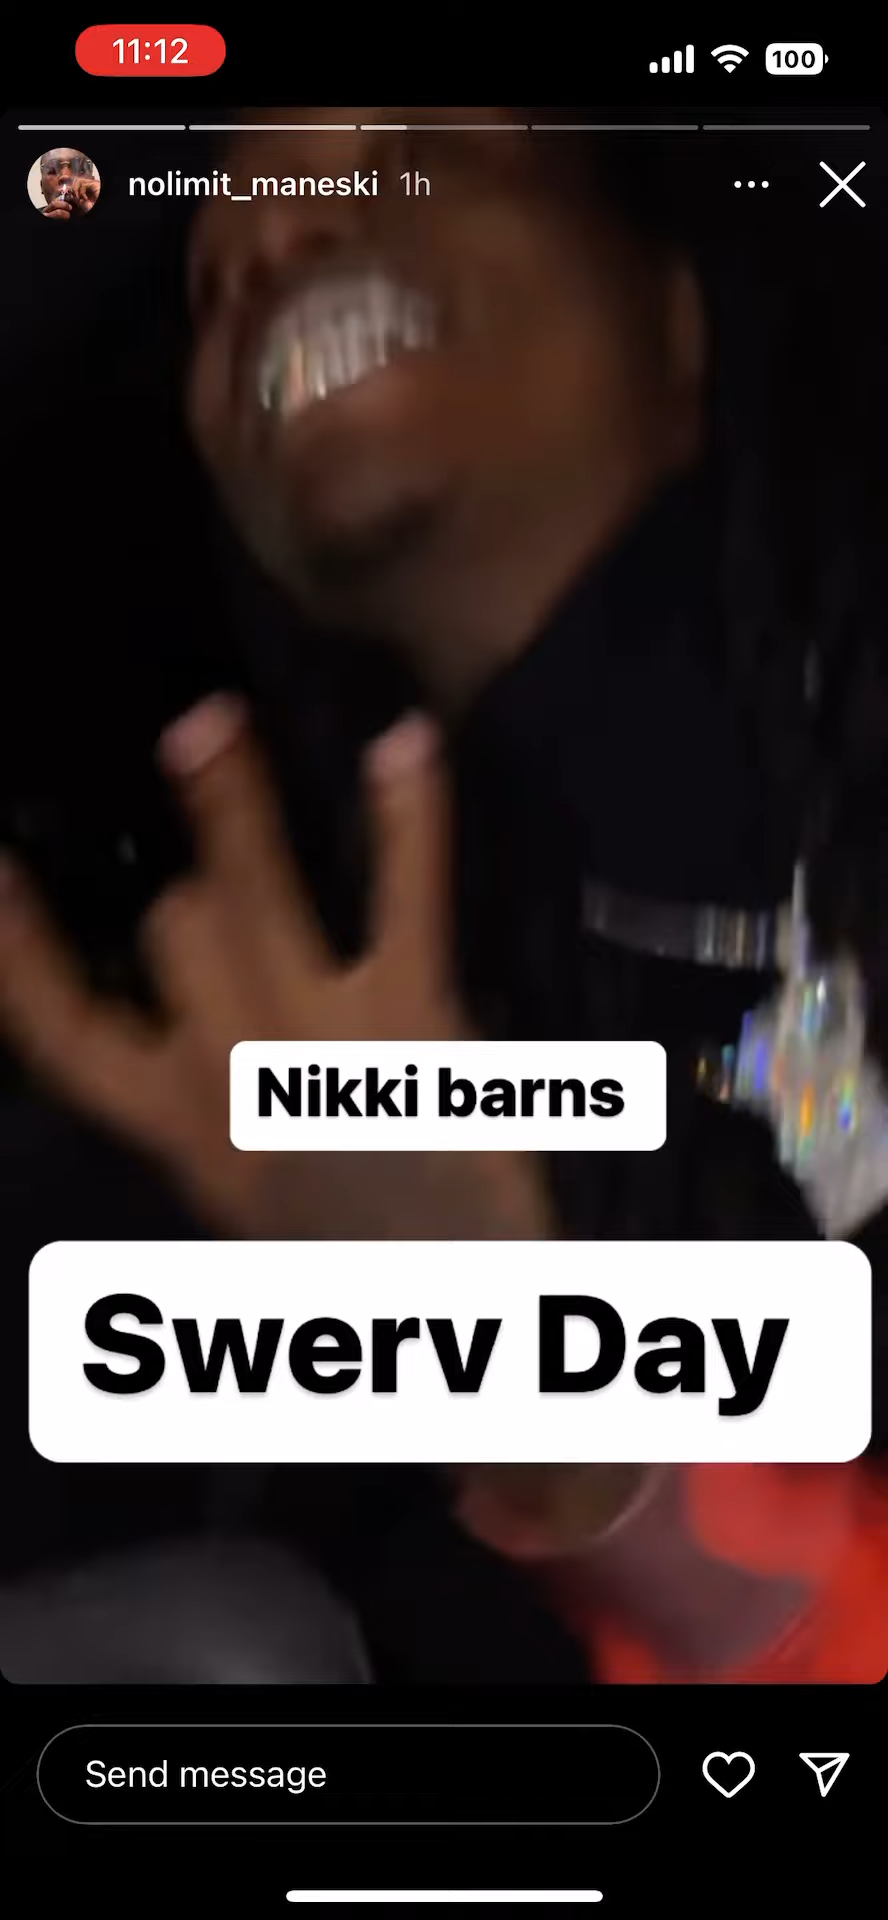 11:12
100
nolimit_maneski 1h
Nikki barns
Swerv Day
Send message